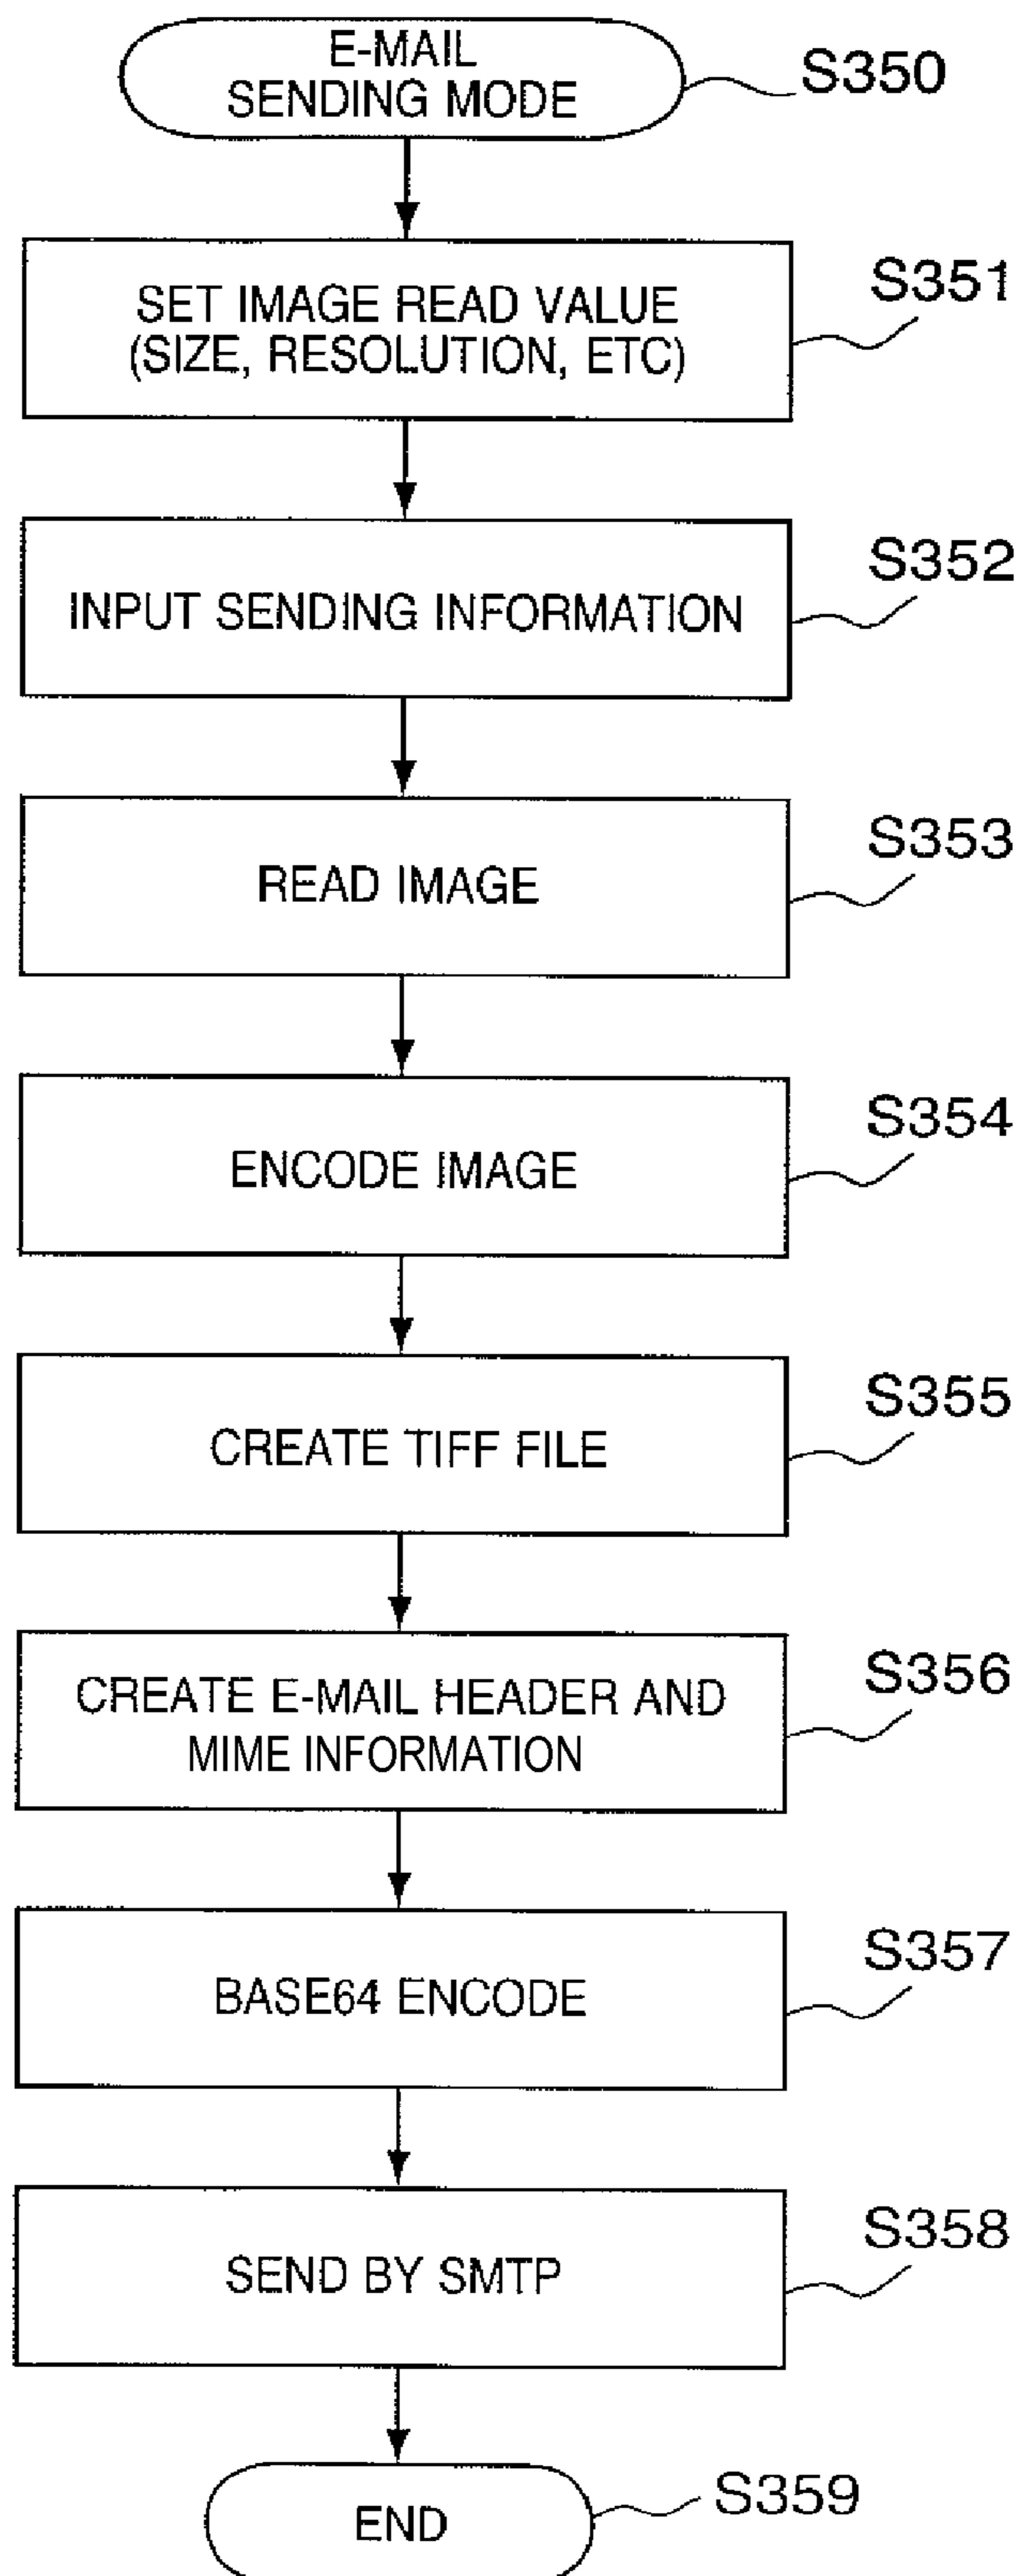 E-MAIL
SENDING MODE
S350
SET IMAGE READ VALUE
(SIZE, RESOLUTION, ETC)
S351
INPUT SENDING INFORMATION
S352
READ IMAGE
S353
ENCODE IMAGE
S354
CREATE TIFF FILE
S355
CREATE E-MAIL HEADER AND
MIME INFORMATION
S356
BASE64 ENCODE
S357
SEND BY SMTP
S358
END
S359